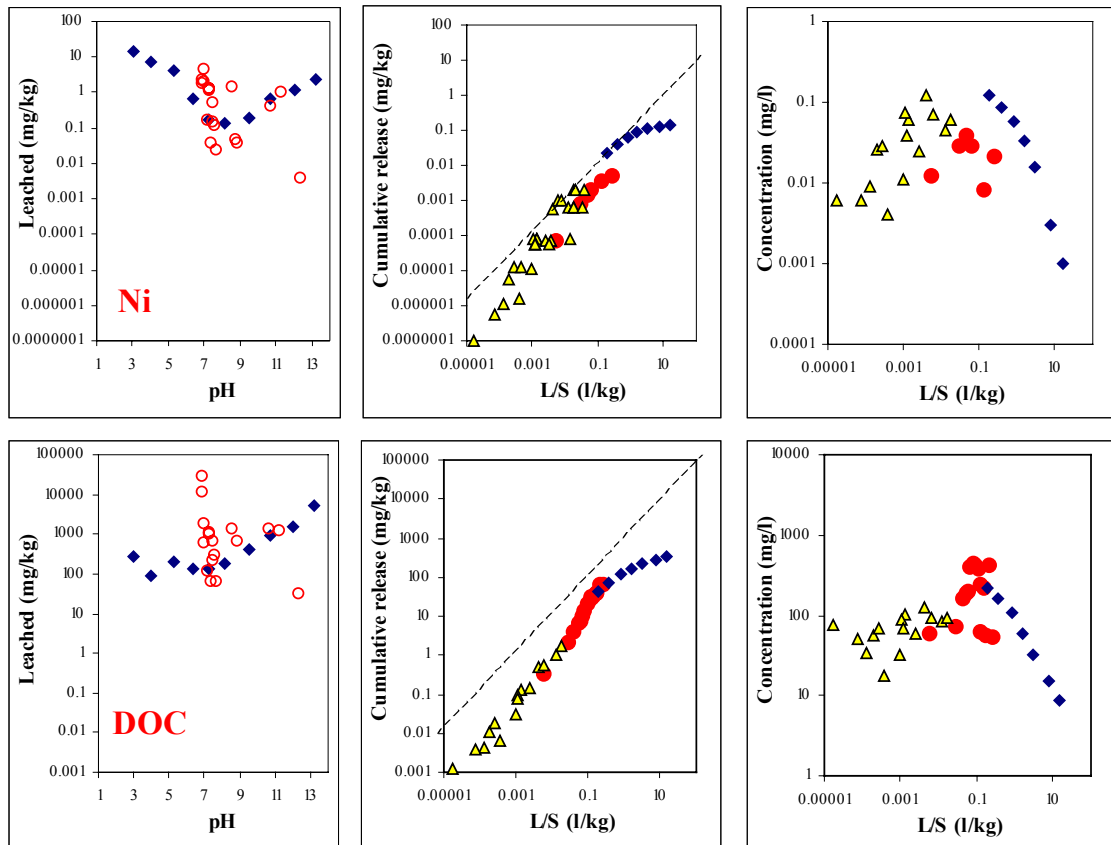 Leached (mg/kg)
100
10
1
0.1
0.01
0.001
0.0001
0.00001
0.000001
0.0000001
Ni
1 3 5 7 9 11 13
pH
Cumulative release (mg/kg)
100
10
1
0.1
0.01
0.001
0.0001
0.00001
0.000001
0.0000001
0.00001 0.001 0.1 10
L/S (l/kg)
Concentration (mg/l)
1
0.1
0.01
0.001
0.0001
0.00001 0.001 0.1 10
L/S (l/kg)
Leached (mg/kg)
100000
10000
1000
100
10
1
0.1
0.01
0.001
DOC
1 3 5 7 9 11 13
pH
Cumulative release (mg/kg)
100000
10000
1000
100
10
1
0.1
0.01
0.001
0.00001 0.001 0.1 10
L/S (l/kg)
Concentration (mg/l)
10000
1000
100
10
1
0.00001 0.001 0.1 10
L/S (l/kg)